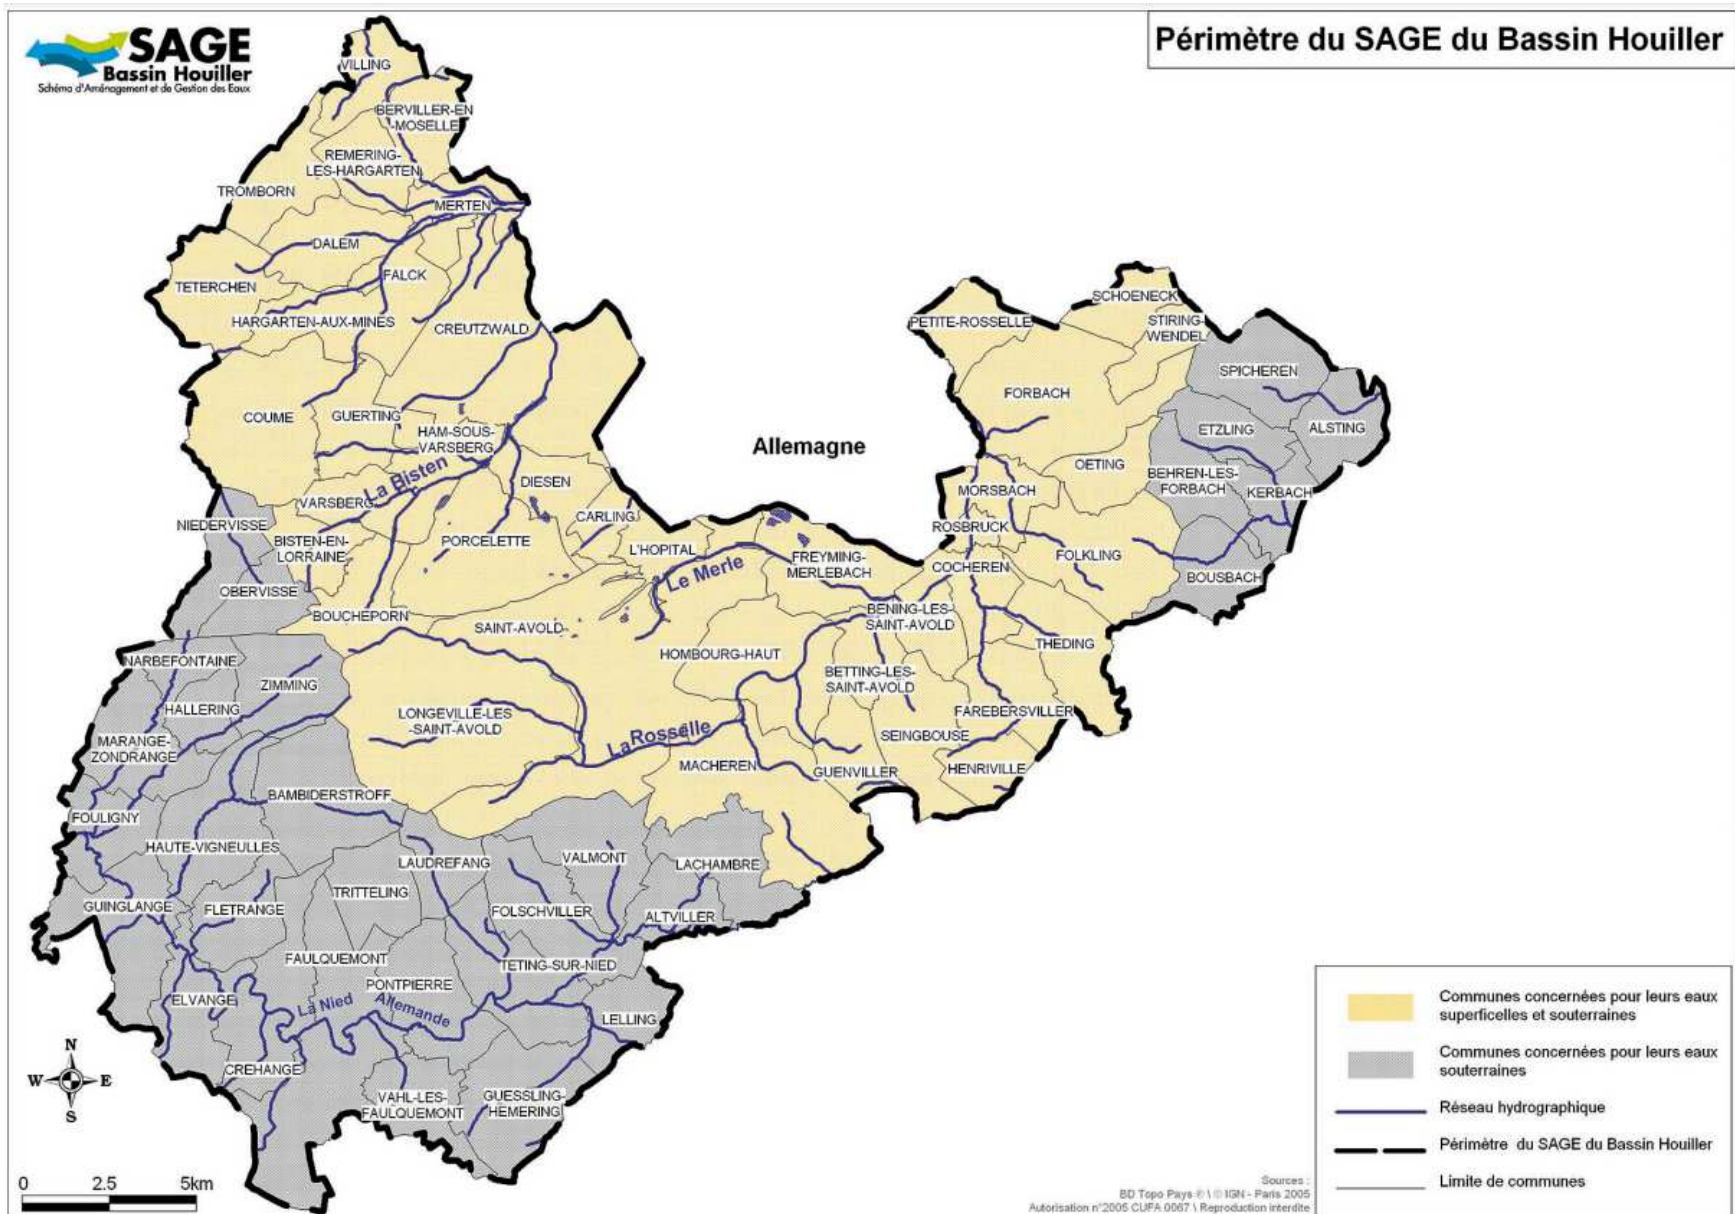 SAGE
Bassin Houiller
Schéma d'Aménagement et de Gestion des Eaux
Périmètre du SAGE du Bassin Houiller
VILLING
BERVILLER-EN
-MOSELLE
REMERING-
LES-HARGARTEN
TROMBORN
MERTEN
DALEM
FALCK
TETERCHEN
HARGARTEN-AUX-MINES
CREUTZWALD
SCHOENECK
PETITE-ROSSELLE
STIRING-
WENDEL
SPICHEREN
FORBACH
COUME
GUERTING
HAM-SOUS-
VARSBERG
ETZLING
ALSTING
Allemagne
La Bisten
OETING
BEHREN-LES-
FORBACH
KERBACH
DIESEN
VARSBERG
MORSBACH
CARLING
NIEDERVISSE
ROSBRUCK
BISTEN-EN-
LORRAINE
PORCELETTE
L'HOPITAL
FREYMING-
MERLEBACH
Le Merle
COCHEREN
FOLKLING
BOUSBACH
OBERVISSE
BOUCHEPORN
SAINT-AVOLD
BENING-LES-
SAINT-AVOLD
THEDING
HOMBOURG-HAUT
NARBEFONTAINE
ZIMMING
BETTING-LES-
SAINT-AVOLD
HALLERING
LONGEVILLE-LES
-SAINT-AVOLD
FAREBERSVILLER
MARANGE-
ZONDRANGE
La Rosselle
SEINGBOUSE
MACHEREN
GUENVILLER
HENRIVILLE
BAMBIDERSTROFF
FOULIGNY
HAUTE-VIGNEULLES
LAUDREFANG
VALMONT
LACHAMBRE
TRITTELING
GUINGLANGE
FLETRANGE
FOLSCHVILLER
ALTVILLER
FAULQUEMONT
TETING-SUR-NIED
PONTPIERRE
ELVANGE
La Nied Allemande
LELLING
CREHANGE
VAHL-LES-
FAULQUEMONT
GUESSLING-
HEMERING
N
W E
S
0 2.5 5km
Communes concernées pour leurs eaux
superficelles et souterraines
Communes concernées pour leurs eaux
souterraines
Réseau hydrographique
Périmètre du SAGE du Bassin Houiller
Limite de communes
Sources :
BD Topo Pays ® \ © IGN - Paris 2005
Autorisation n°2005 CUFA 0067 \ Reproduction interdite